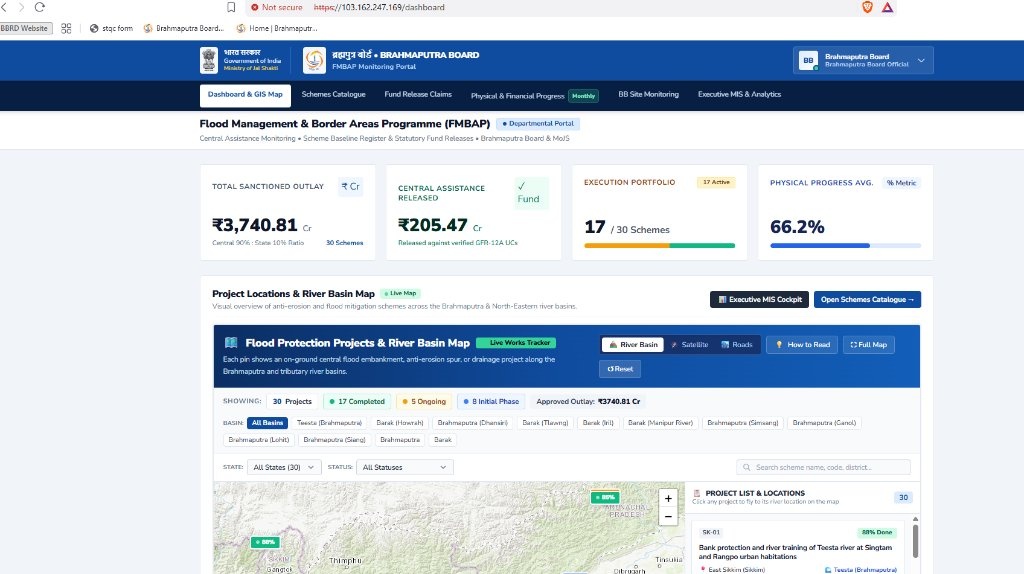 Not secure https://103.162.247.169/dashboard
BBRD Website
stqc form
Brahmaputra Board...
Home | Brahmaputr...
भारत सरकार
Government of India
Ministry of Jal Shakti
ब्रह्मपुत्र बोर्ड • BRAHMAPUTRA BOARD
FMBAP Monitoring Portal
BB
Brahmaputra Board
Brahmaputra Board Official
Dashboard & GIS Map
Schemes Catalogue
Fund Release Claims
Physical & Financial Progress Monthly
BB Site Monitoring
Executive MIS & Analytics
Flood Management & Border Areas Programme (FMBAP) • Departmental Portal
Central Assistance Monitoring • Scheme Baseline Register & Statutory Fund Releases • Brahmaputra Board & MoJS
TOTAL SANCTIONED OUTLAY ₹ Cr
₹3,740.81 Cr
Central 90% : State 10% Ratio 30 Schemes
CENTRAL ASSISTANCE
RELEASED
✓
Fund
₹205.47 Cr
Released against verified GFR-12A UCs
EXECUTION PORTFOLIO 17 Active
17 / 30 Schemes
PHYSICAL PROGRESS AVG. % Metric
66.2%
Project Locations & River Basin Map • Live Map
Visual overview of anti-erosion and flood mitigation schemes across the Brahmaputra & North-Eastern river basins.
Executive MIS Cockpit
Open Schemes Catalogue →
Flood Protection Projects & River Basin Map Live Works Tracker
Each pin shows an on-ground central flood embankment, anti-erosion spur, or drainage project along the
Brahmaputra and tributary river basins.
River Basin
Satellite
Roads
How to Read
Full Map
Reset
SHOWING: 30 Projects • 17 Completed • 5 Ongoing • 8 Initial Phase Approved Outlay: ₹3740.81 Cr
BASIN: All Basins Teesta (Brahmaputra) Barak (Howrah) Brahmaputra (Dhansiri) Barak (Tlawng) Barak (Iril) Barak (Manipur River) Brahmaputra (Simsang) Brahmaputra (Ganol)
Brahmaputra (Lohit) Brahmaputra (Siang) Brahmaputra Barak
STATE: All States (30) STATUS: All Statuses
Search scheme name, code, district...
88%
ARUNACHAL
PRADESH
+
−
88%
SIKKIM
Gangtok
Thimphu
Tinsukia
Dibrugarh
PROJECT LIST & LOCATIONS
Click any project to fly to its river location on the map
30
SK-01 88% Done
Bank protection and river training of Teesta river at Singtam
and Rangpo urban habitations
East Sikkim (Sikkim) Teesta (Brahmaputra)